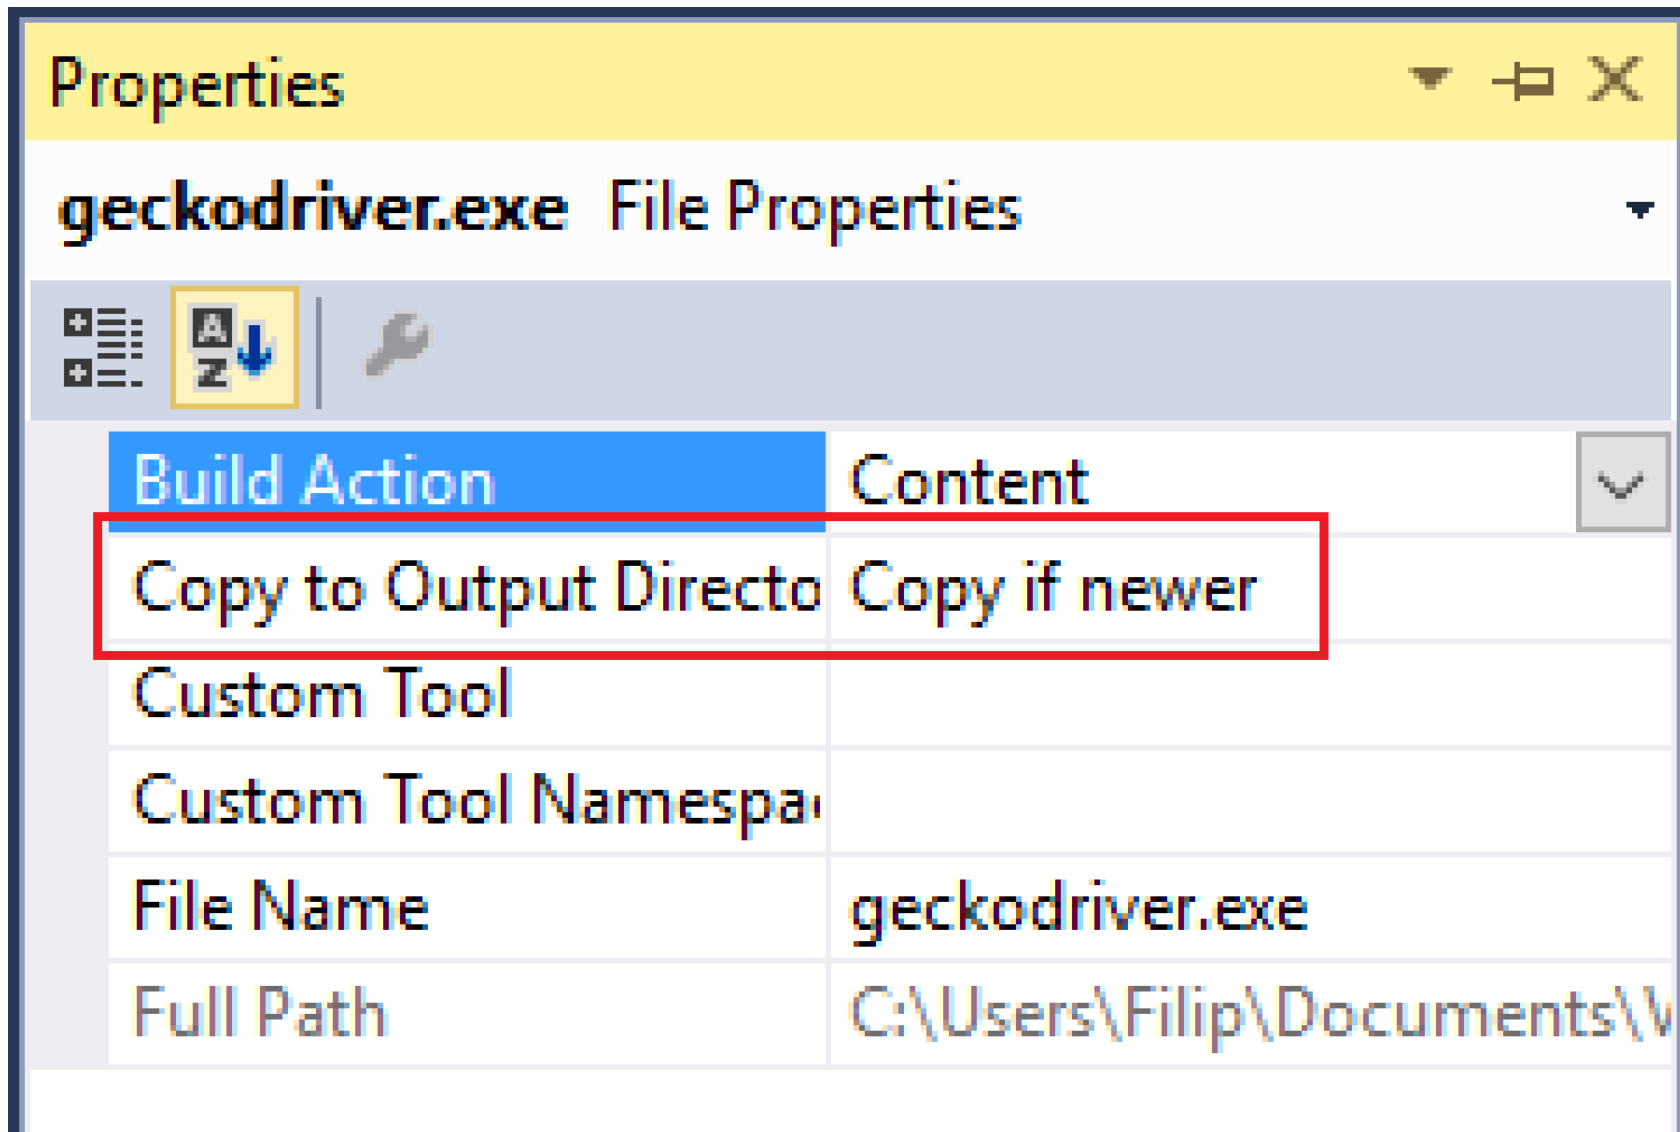 Properties
geckodriver.exe File Properties
Build Action Content
Copy to Output Directo Copy if newer
Custom Tool
Custom Tool Namespa
File Name geckodriver.exe
Full Path C:\Users\Filip\Documents\V